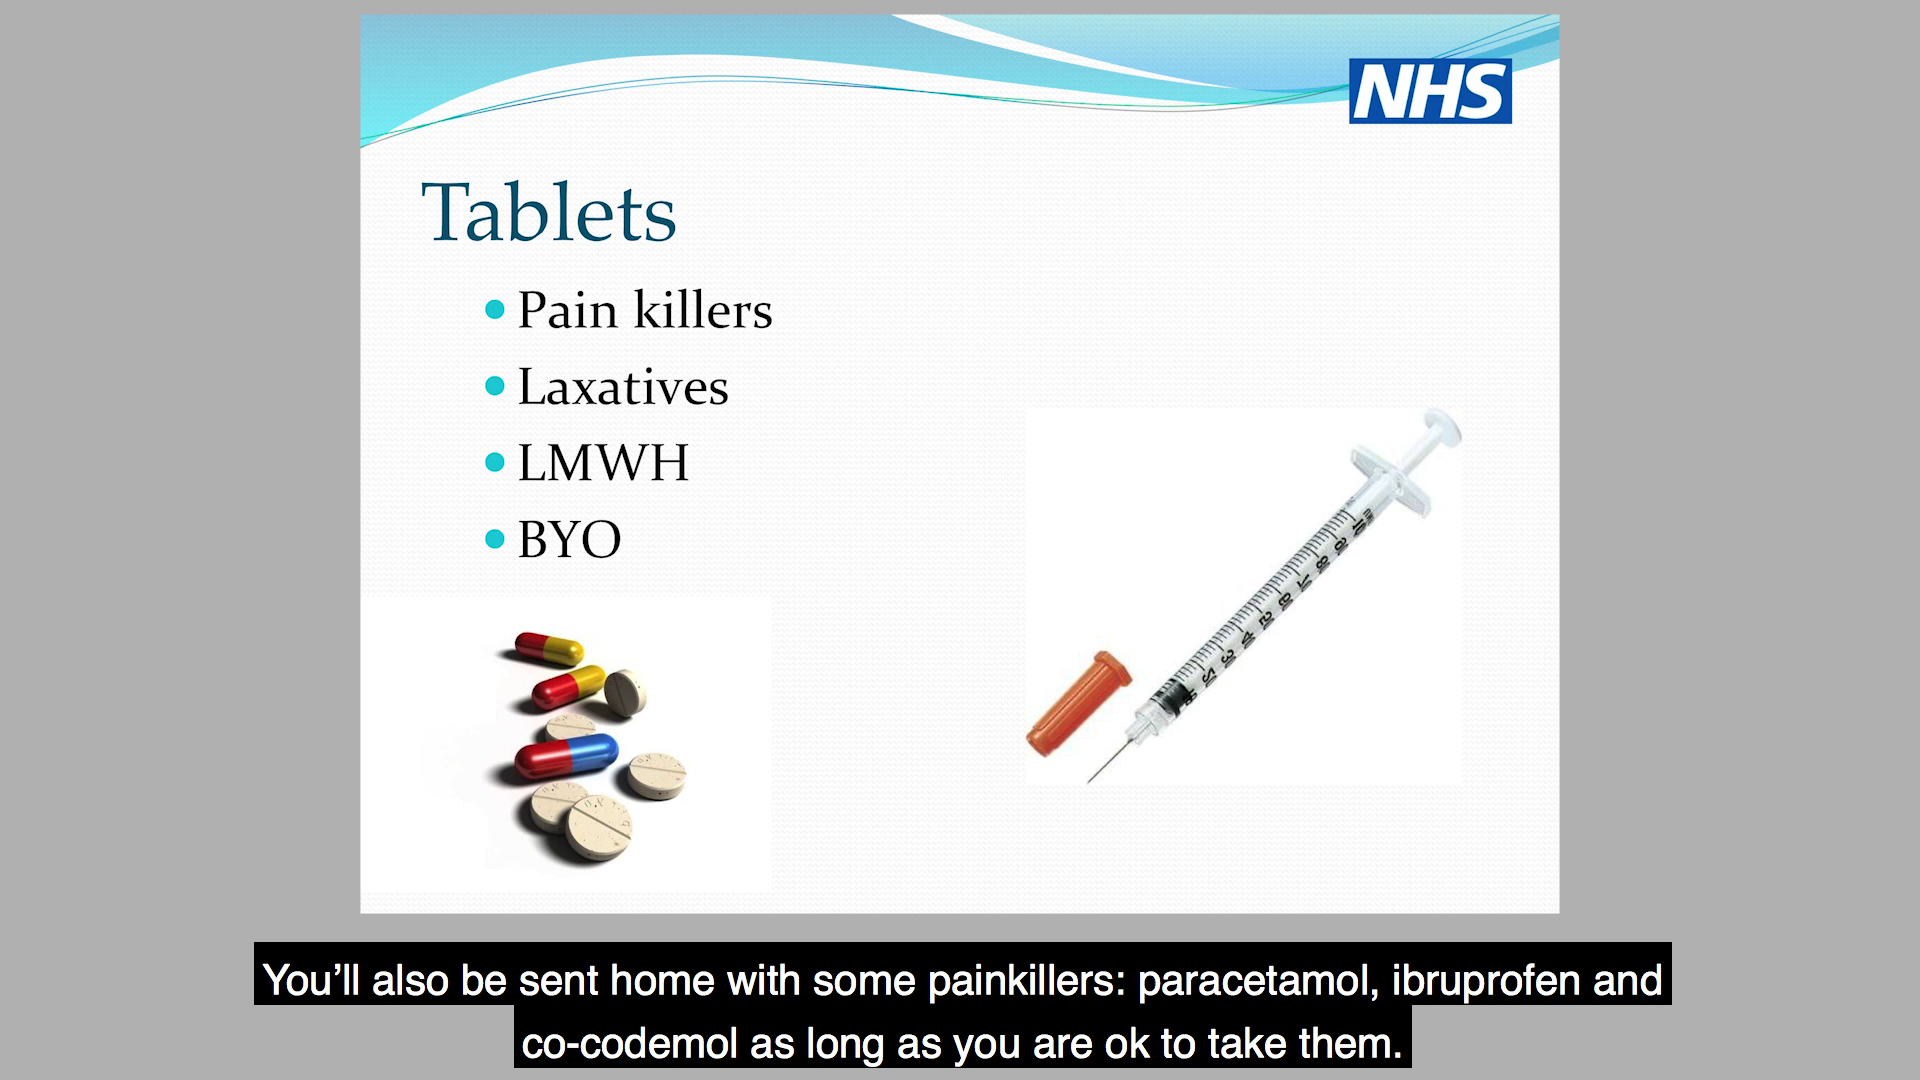 NHS
Tablets
Pain killers
Laxatives
LMWH
BYO
You’ll also be sent home with some painkillers: paracetamol, ibruprofen and
co-codemol as long as you are ok to take them.